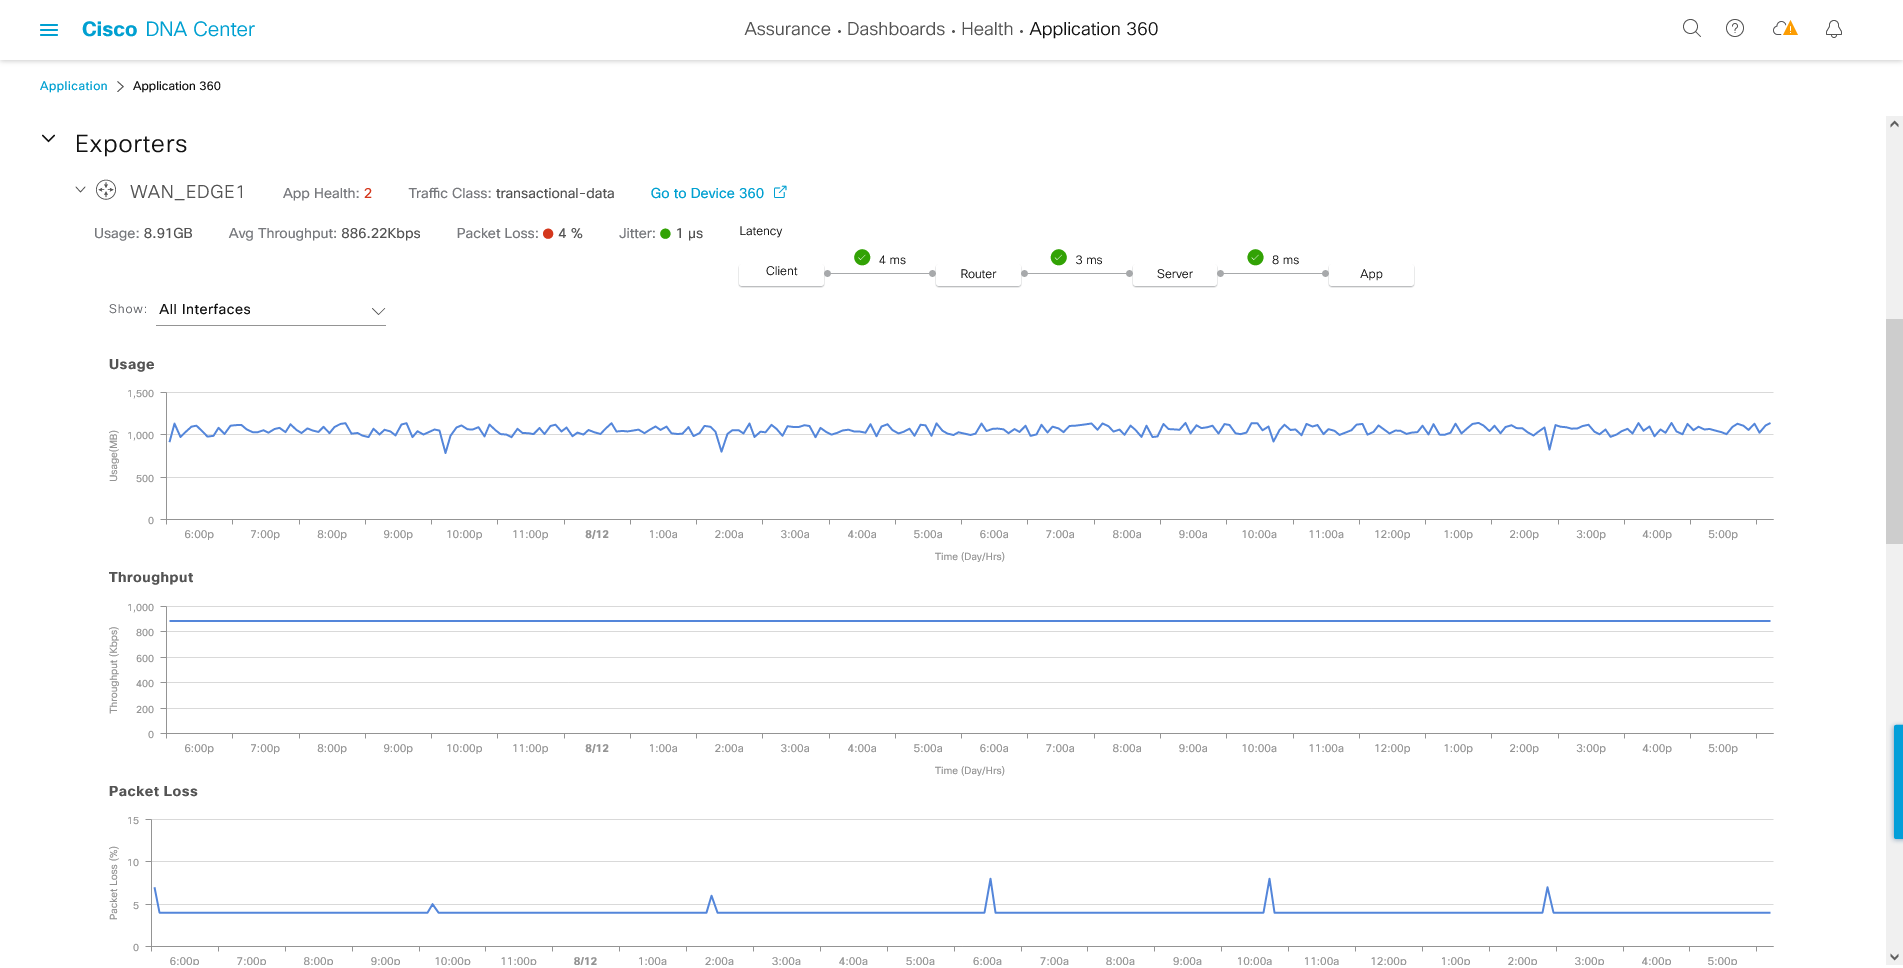 Cisco DNA Center
Assurance • Dashboards • Health • Application 360
Application > Application 360
Exporters
WAN_EDGE1 App Health: 2 Traffic Class: transactional-data Go to Device 360
Usage: 8.91GB Avg Throughput: 886.22Kbps Packet Loss: 4 % Jitter: 1 µs
Latency
4 ms 3 ms 8 ms
Client Router Server App
Show: All Interfaces
Usage
Usage(MB)
1,500
1,000
500
0
6:00p 7:00p 8:00p 9:00p 10:00p 11:00p 8/12 1:00a 2:00a 3:00a 4:00a 5:00a 6:00a 7:00a 8:00a 9:00a 10:00a 11:00a 12:00p 1:00p 2:00p 3:00p 4:00p 5:00p
Time (Day/Hrs)
Throughput
Throughput (Kbps)
1,000
800
600
400
200
0
6:00p 7:00p 8:00p 9:00p 10:00p 11:00p 8/12 1:00a 2:00a 3:00a 4:00a 5:00a 6:00a 7:00a 8:00a 9:00a 10:00a 11:00a 12:00p 1:00p 2:00p 3:00p 4:00p 5:00p
Time (Day/Hrs)
Packet Loss
Packet Loss (%)
15
10
5
0
6:00p 7:00p 8:00p 9:00p 10:00p 11:00p 8/12 1:00a 2:00a 3:00a 4:00a 5:00a 6:00a 7:00a 8:00a 9:00a 10:00a 11:00a 12:00p 1:00p 2:00p 3:00p 4:00p 5:00p